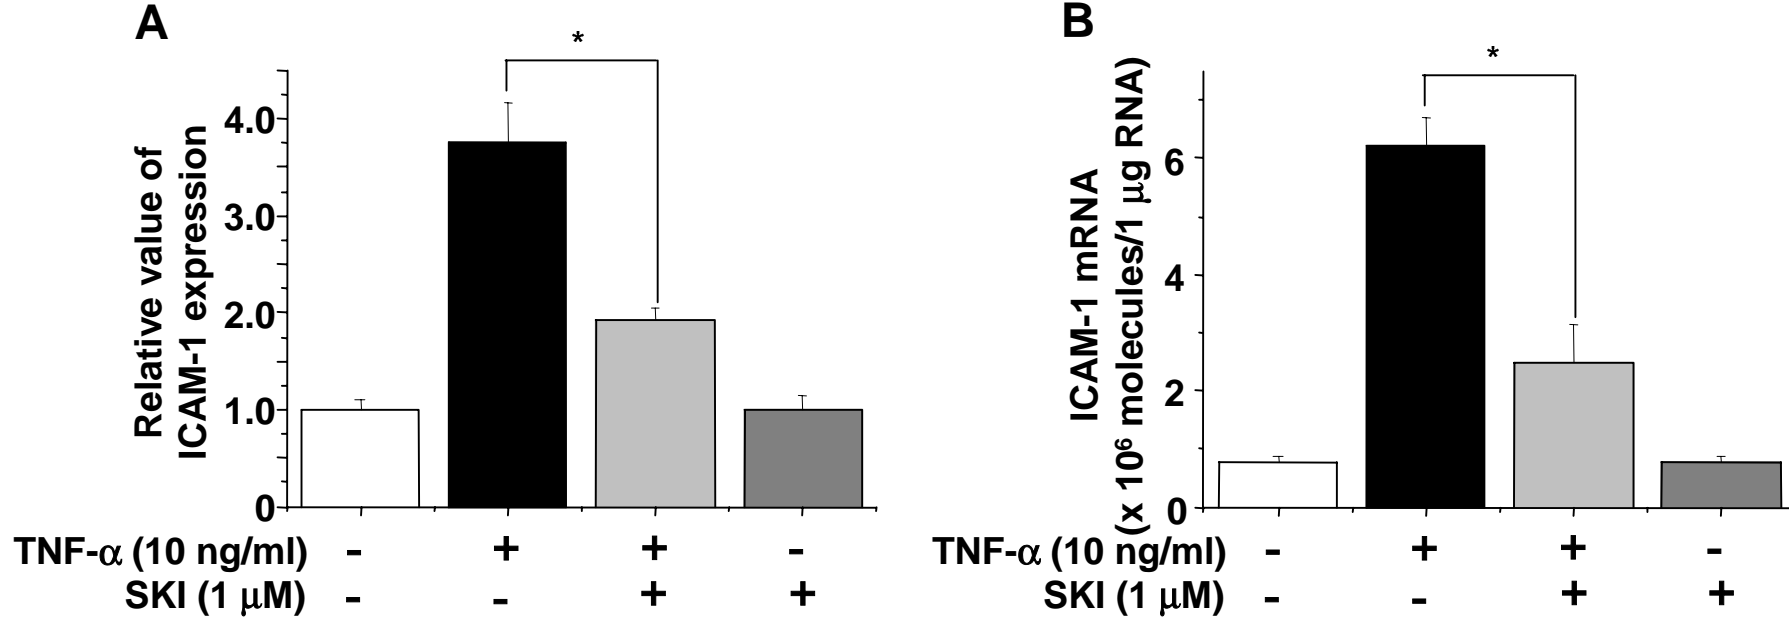 A
*
Relative value of
ICAM-1 expression
4.0
3.0
2.0
1.0
0
TNF-α (10 ng/ml) - + + -
SKI (1 μM) - - + +
B
*
ICAM-1 mRNA
(x 10⁶ molecules/1 μg RNA)
6
4
2
0
TNF-α (10 ng/ml) - + + -
SKI (1 μM) - - + +